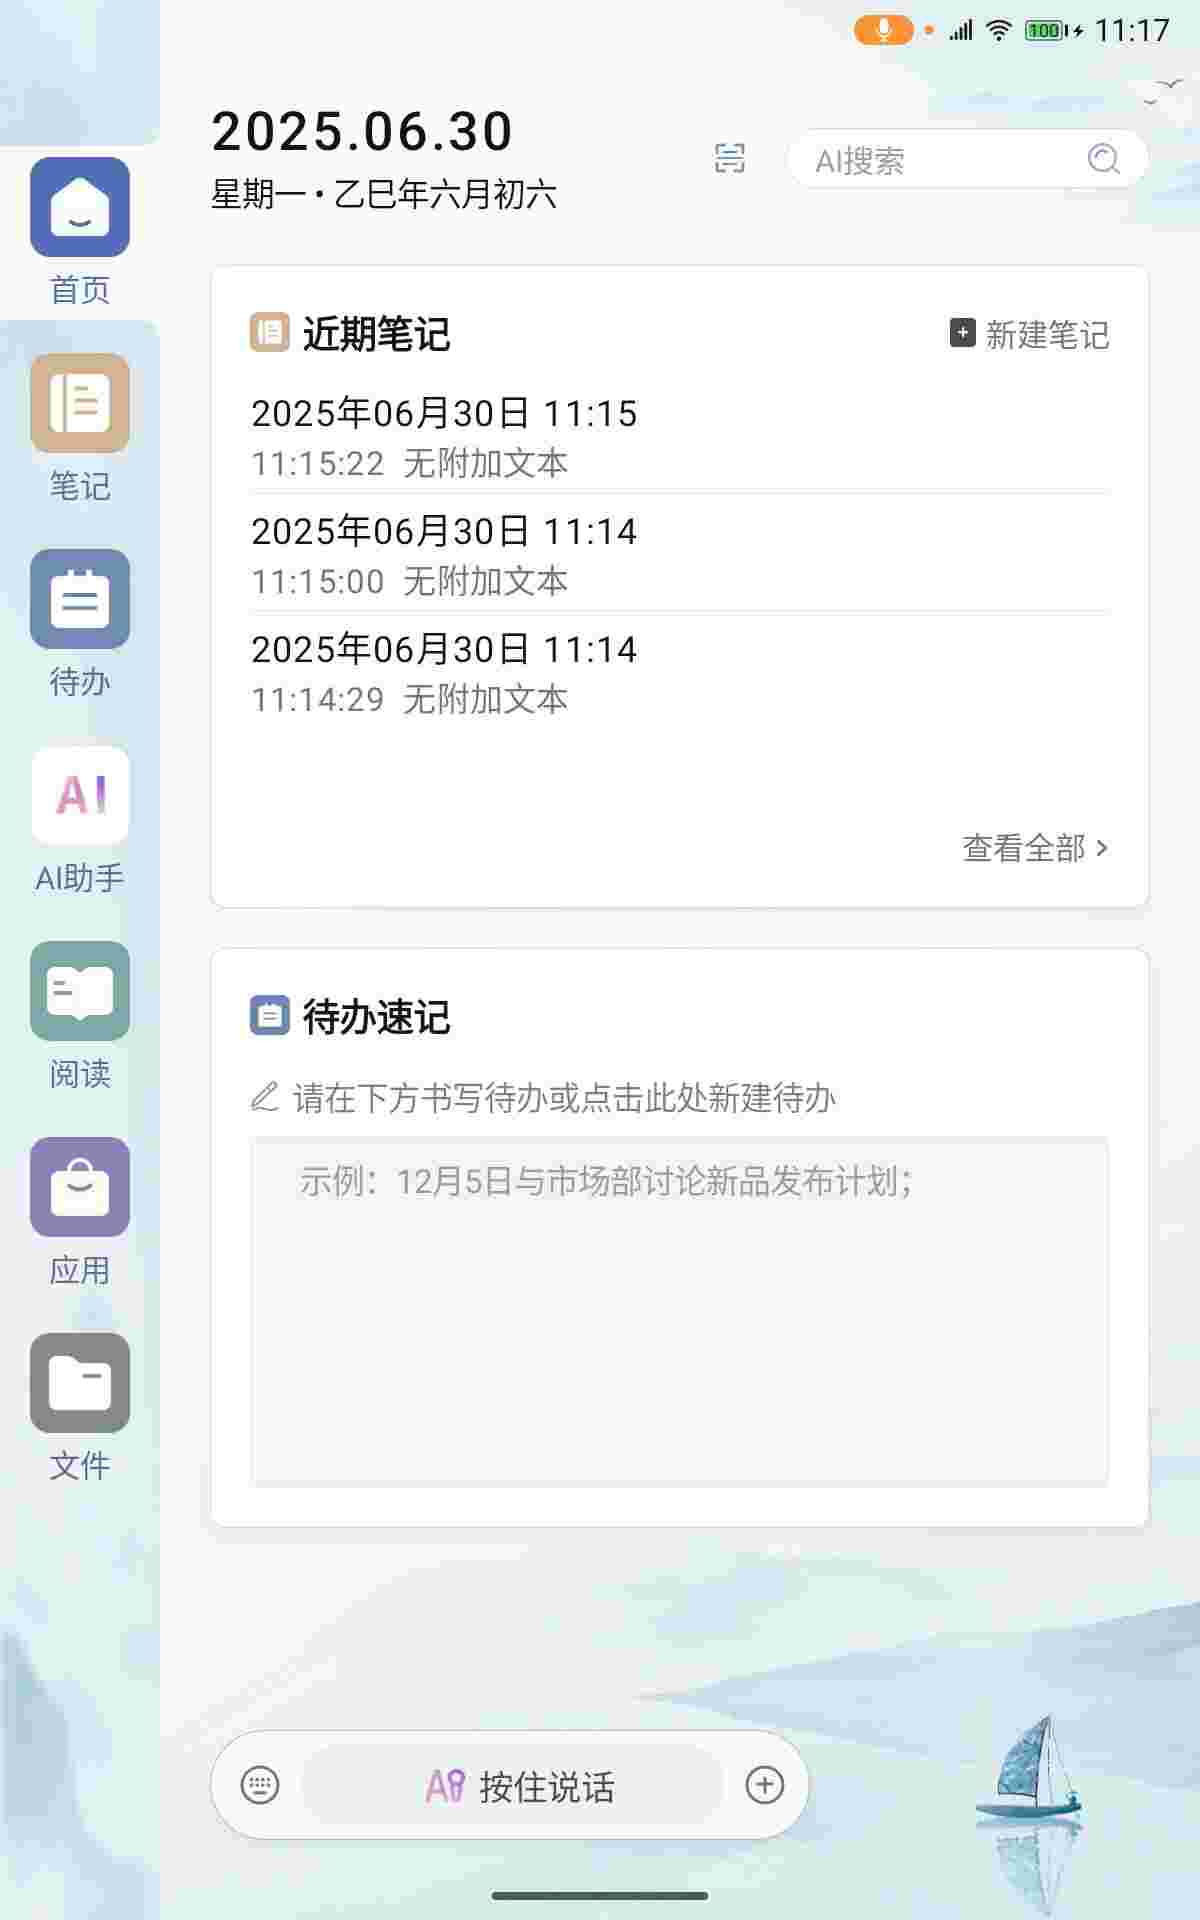 100 11:17
2025.06.30
星期一·乙巳年六月初六
AI搜索
首页
笔记
待办
AI
AI助手
阅读
应用
文件
近期笔记
新建笔记
2025年06月30日 11:15
11:15:22 无附加文本
2025年06月30日 11:14
11:15:00 无附加文本
2025年06月30日 11:14
11:14:29 无附加文本
查看全部 >
待办速记
请在下方书写待办或点击此处新建待办
示例：12月5日与市场部讨论新品发布计划；
按住说话